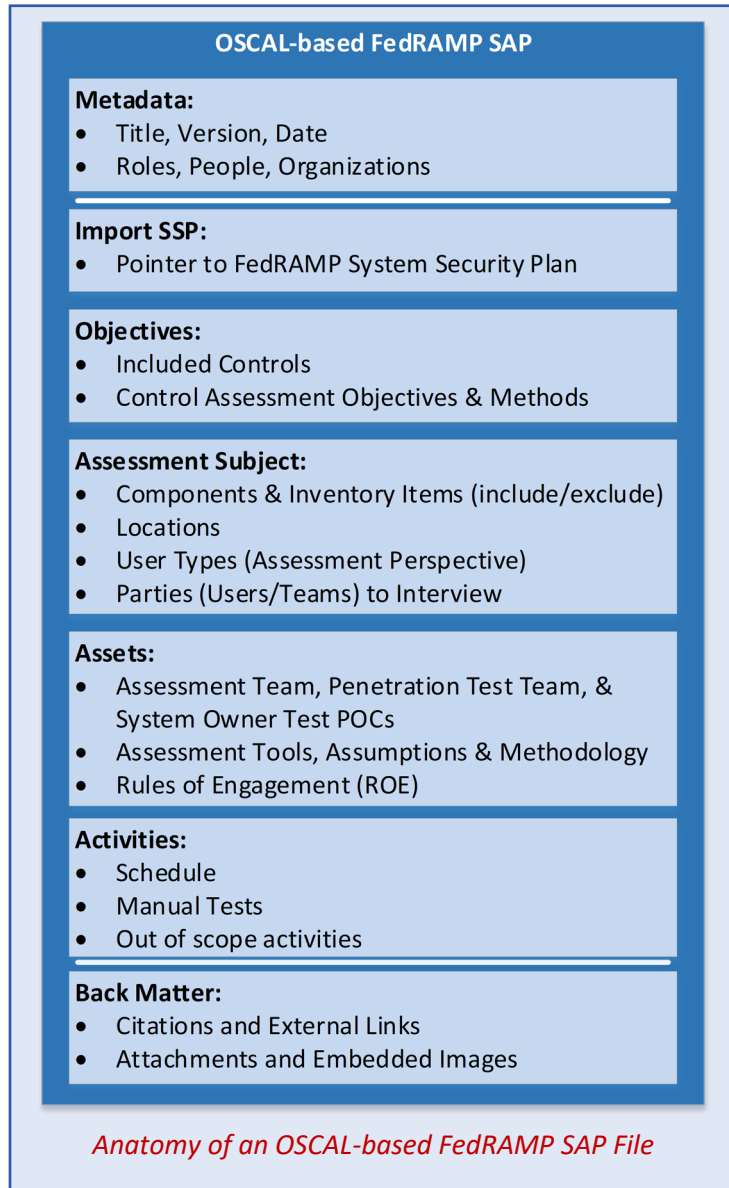 OSCAL-based FedRAMP SAP
Metadata:
• Title, Version, Date
• Roles, People, Organizations
Import SSP:
• Pointer to FedRAMP System Security Plan
Objectives:
• Included Controls
• Control Assessment Objectives & Methods
Assessment Subject:
• Components & Inventory Items (include/exclude)
• Locations
• User Types (Assessment Perspective)
• Parties (Users/Teams) to Interview
Assets:
• Assessment Team, Penetration Test Team, &
System Owner Test POCs
• Assessment Tools, Assumptions & Methodology
• Rules of Engagement (ROE)
Activities:
• Schedule
• Manual Tests
• Out of scope activities
Back Matter:
• Citations and External Links
• Attachments and Embedded Images
Anatomy of an OSCAL-based FedRAMP SAP File